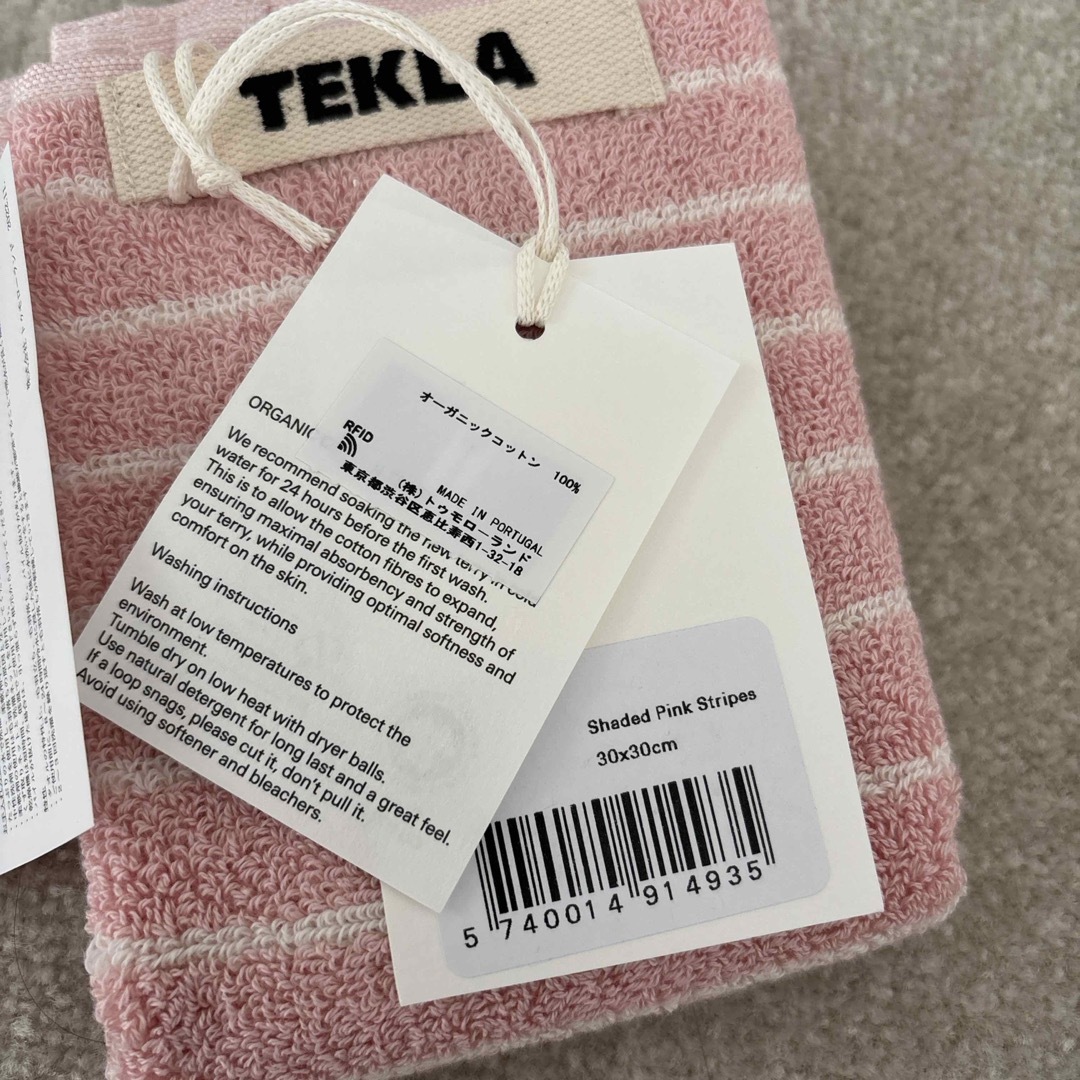 TEKLA
ORGANIC
オーガニックコットン 100%
RFID
MADE IN PORTUGAL
(株)トゥモローランド
東京都渋谷区恵比寿西1-32-18
We recommend soaking the new terry in cold
water for 24 hours before the first wash.
This is to allow the cotton fibres to expand,
ensuring maximal absorbency and strength of
your terry, while providing optimal softness and
comfort on the skin.
Washing instructions
Wash at low temperatures to protect the
environment.
Tumble dry on low heat with dryer balls.
Use natural detergent for long last and a great feel.
If a loop snags, please cut it, don't pull it.
Avoid using softener and bleachers.
Shaded Pink Stripes
30x30cm
5 740014 914935